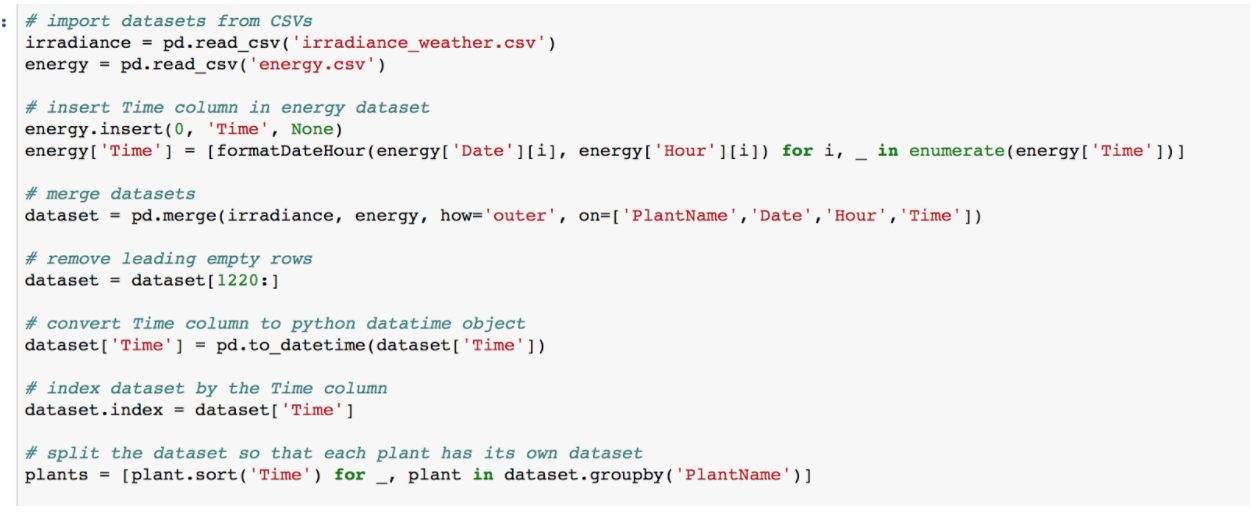 : # import datasets from CSVs
irradiance = pd.read_csv('irradiance_weather.csv')
energy = pd.read_csv('energy.csv')
# insert Time column in energy dataset
energy.insert(0, 'Time', None)
energy['Time'] = [formatDateHour(energy['Date'][i], energy['Hour'][i]) for i, _ in enumerate(energy['Time'])]
# merge datasets
dataset = pd.merge(irradiance, energy, how='outer', on=['PlantName','Date','Hour','Time'])
# remove leading empty rows
dataset = dataset[1220:]
# convert Time column to python datatime object
dataset['Time'] = pd.to_datetime(dataset['Time'])
# index dataset by the Time column
dataset.index = dataset['Time']
# split the dataset so that each plant has its own dataset
plants = [plant.sort('Time') for _, plant in dataset.groupby('PlantName')]